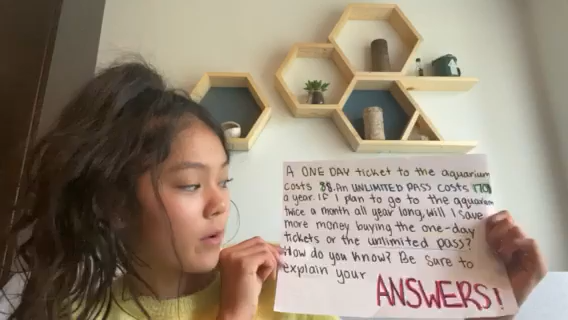 A ONE DAY ticket to the aquarium
costs $8. An UNLIMITED PASS costs
a year. If I plan to go to the aquarium
twice a month all year long, will I save
more money buying the one-day
tickets or the unlimited pass?
How do you know? Be sure to
explain your
ANSWERS!